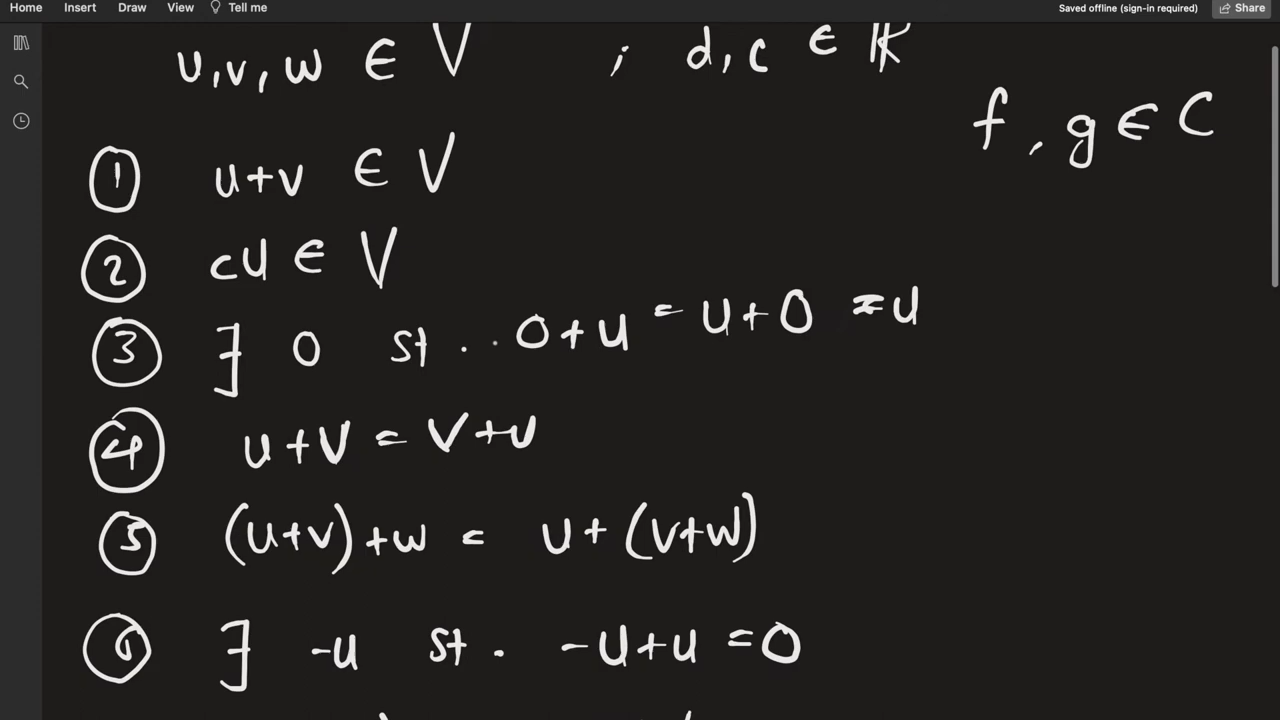 Home Insert Draw View Tell me Saved offline (sign-in required) Share
u, v, w ∈ V ; d, c ∈ ℝ
f, g ∈ C
① u+v ∈ V
② cu ∈ V
③ ∃ 0 st. 0+u = u+0 = u
④ u+v = v+u
⑤ (u+v)+w = u+(v+w)
⑥ ∃ -u st. -u+u = 0